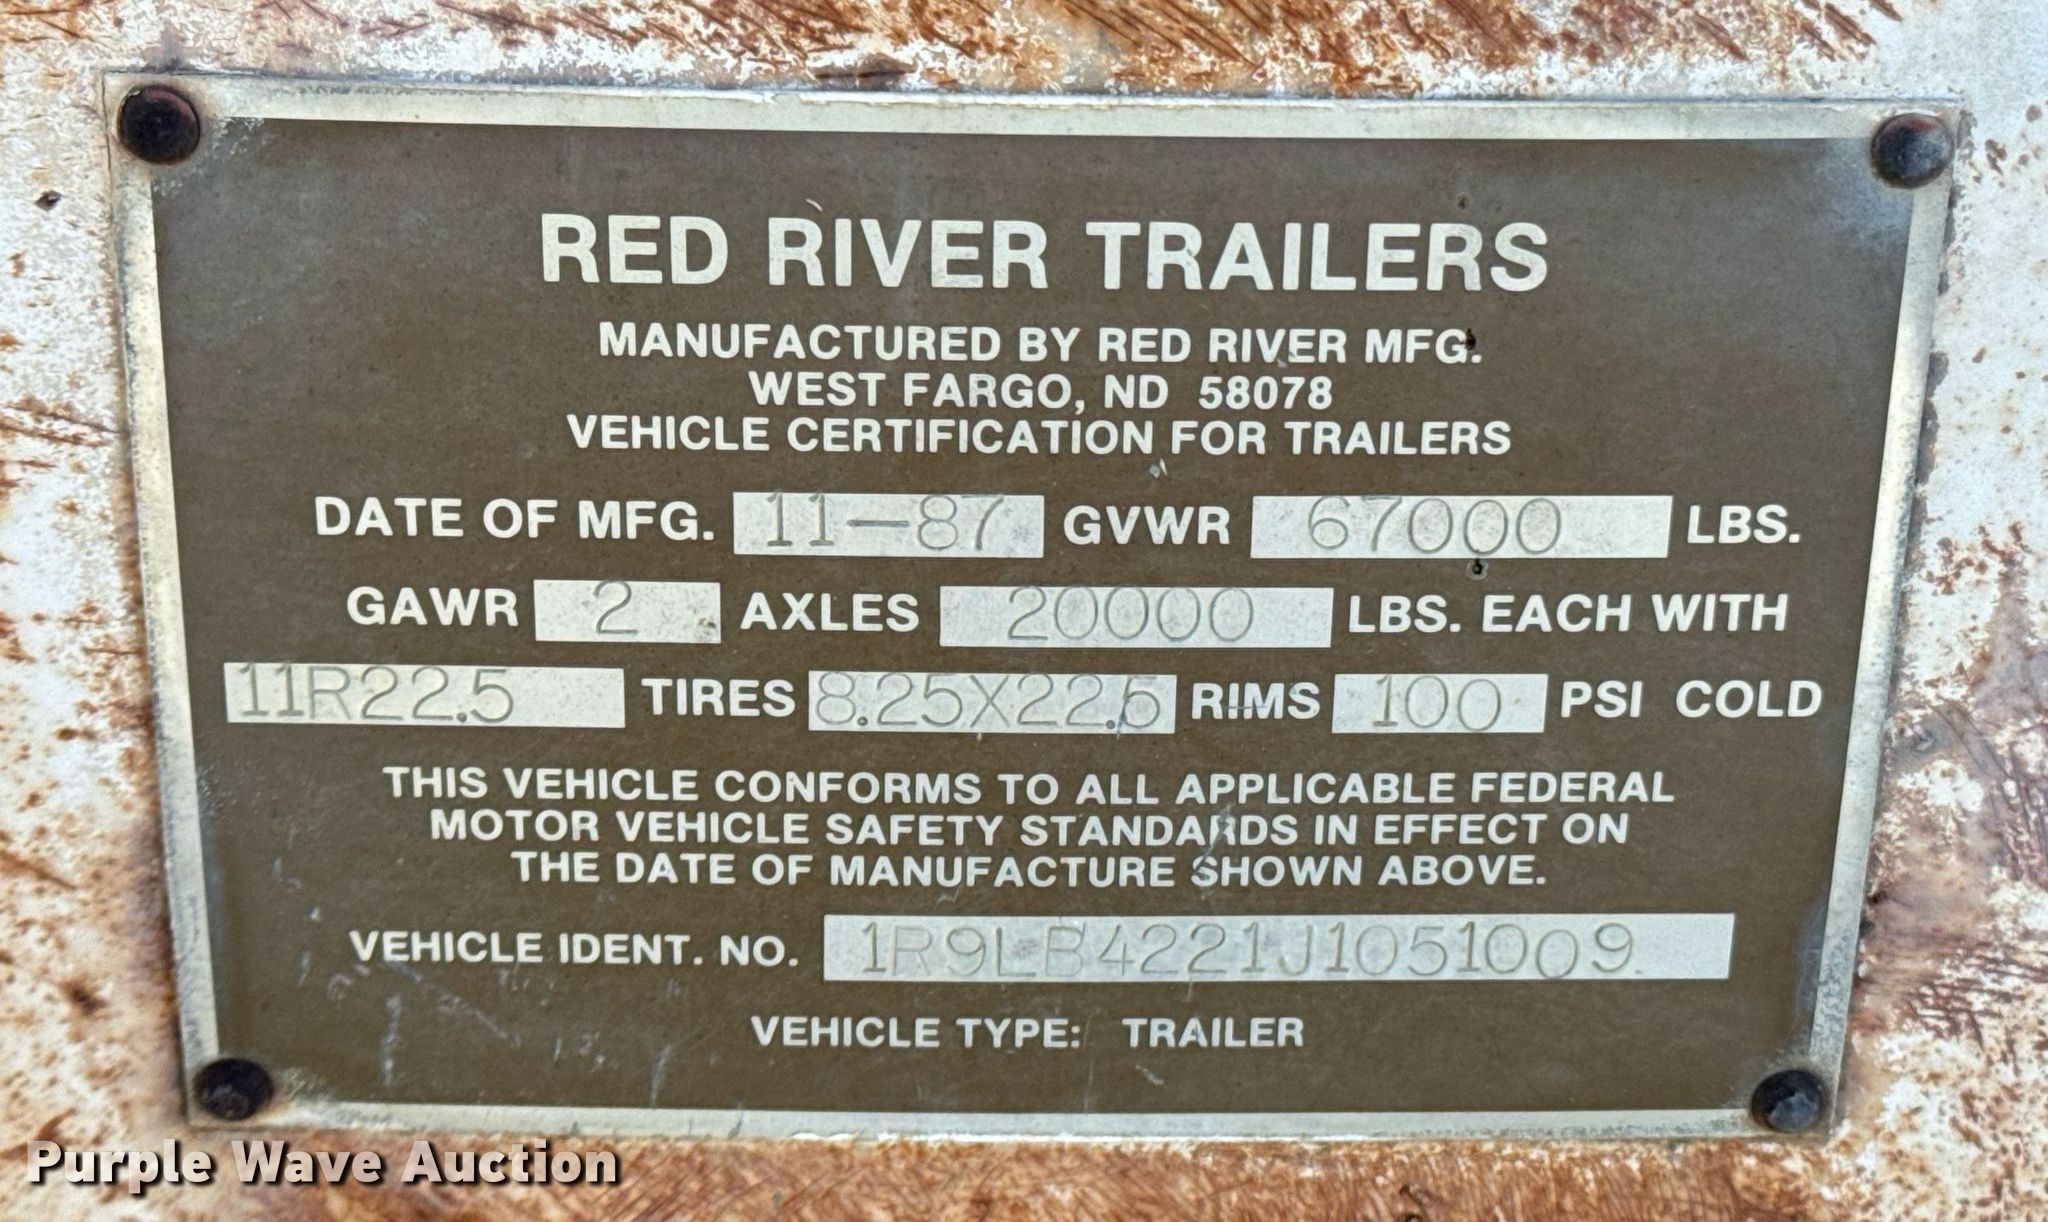 RED RIVER TRAILERS
MANUFACTURED BY RED RIVER MFG.
WEST FARGO, ND 58078
VEHICLE CERTIFICATION FOR TRAILERS
DATE OF MFG. 11-87 GVWR 67000 LBS.
GAWR 2 AXLES 20000 LBS. EACH WITH
11R22.5 TIRES 8.25X22.5 RIMS 100 PSI COLD
THIS VEHICLE CONFORMS TO ALL APPLICABLE FEDERAL
MOTOR VEHICLE SAFETY STANDARDS IN EFFECT ON
THE DATE OF MANUFACTURE SHOWN ABOVE.
VEHICLE IDENT. NO. 1R9LB4221J1051009
VEHICLE TYPE: TRAILER
Purple Wave Auction